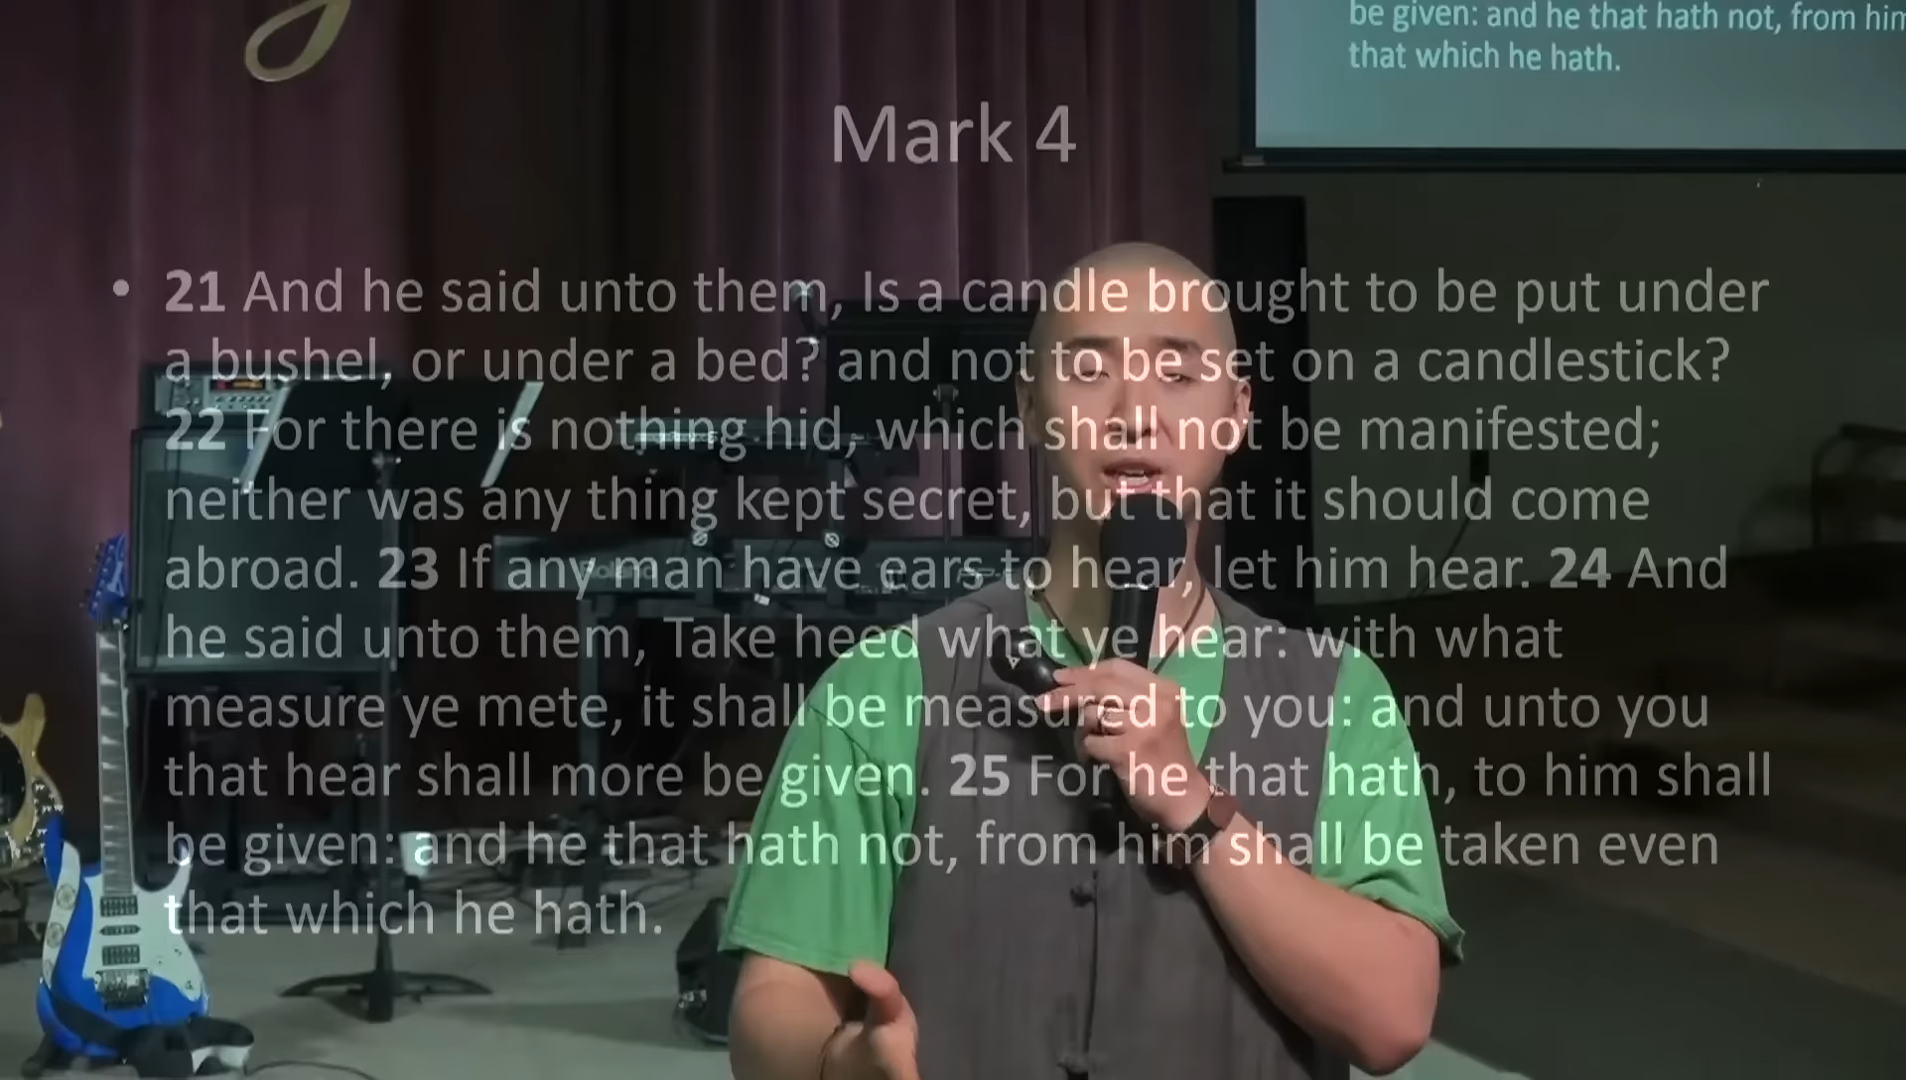 be given: and he that hath not, from him
that which he hath.
Mark 4
• 21 And he said unto them, Is a candle brought to be put under
a bushel, or under a bed? and not to be set on a candlestick?
22 For there is nothing hid, which shall not be manifested;
neither was any thing kept secret, but that it should come
abroad. 23 If any man have ears to hear, let him hear. 24 And
he said unto them, Take heed what ye hear: with what
measure ye mete, it shall be measured to you: and unto you
that hear shall more be given. 25 For he that hath, to him shall
be given: and he that hath not, from him shall be taken even
that which he hath.
Roland